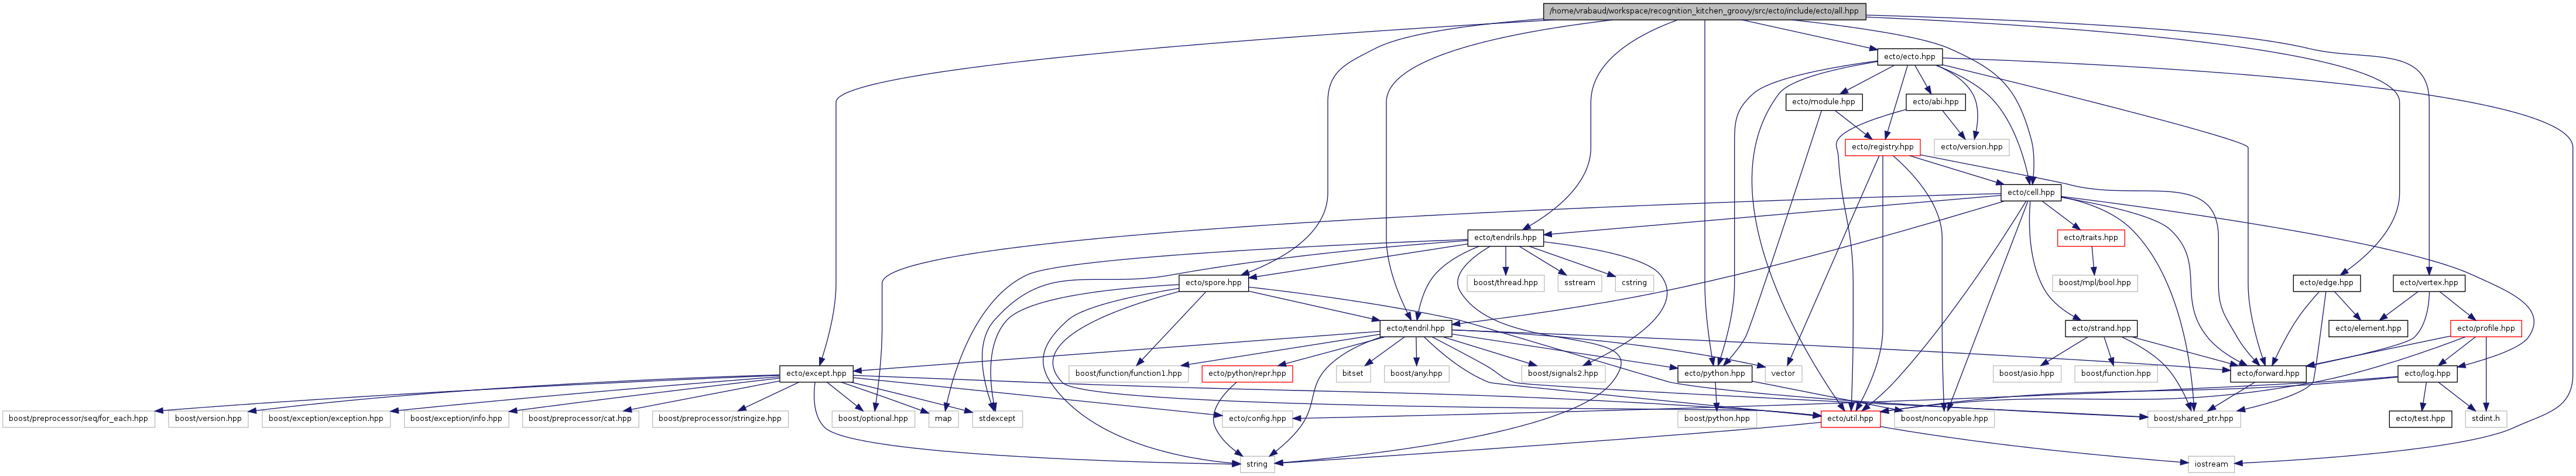 /home/vrabaud/workspace/recognition_kitchen_groovy/src/ecto/include/ecto/all.hpp
ecto/ecto.hpp
ecto/module.hpp
ecto/abi.hpp
ecto/registry.hpp
ecto/version.hpp
ecto/cell.hpp
ecto/tendrils.hpp
ecto/traits.hpp
ecto/spore.hpp
boost/thread.hpp
sstream
cstring
boost/mpl/bool.hpp
ecto/edge.hpp
ecto/vertex.hpp
ecto/tendril.hpp
ecto/strand.hpp
ecto/element.hpp
ecto/profile.hpp
ecto/except.hpp
boost/function/function1.hpp
ecto/python/repr.hpp
bitset
boost/any.hpp
boost/signals2.hpp
ecto/python.hpp
vector
boost/asio.hpp
boost/function.hpp
ecto/forward.hpp
ecto/log.hpp
boost/preprocessor/seq/for_each.hpp
boost/version.hpp
boost/exception/exception.hpp
boost/exception/info.hpp
boost/preprocessor/cat.hpp
boost/preprocessor/stringize.hpp
boost/optional.hpp
map
stdexcept
ecto/config.hpp
boost/python.hpp
ecto/util.hpp
boost/noncopyable.hpp
boost/shared_ptr.hpp
ecto/test.hpp
stdint.h
string
iostream